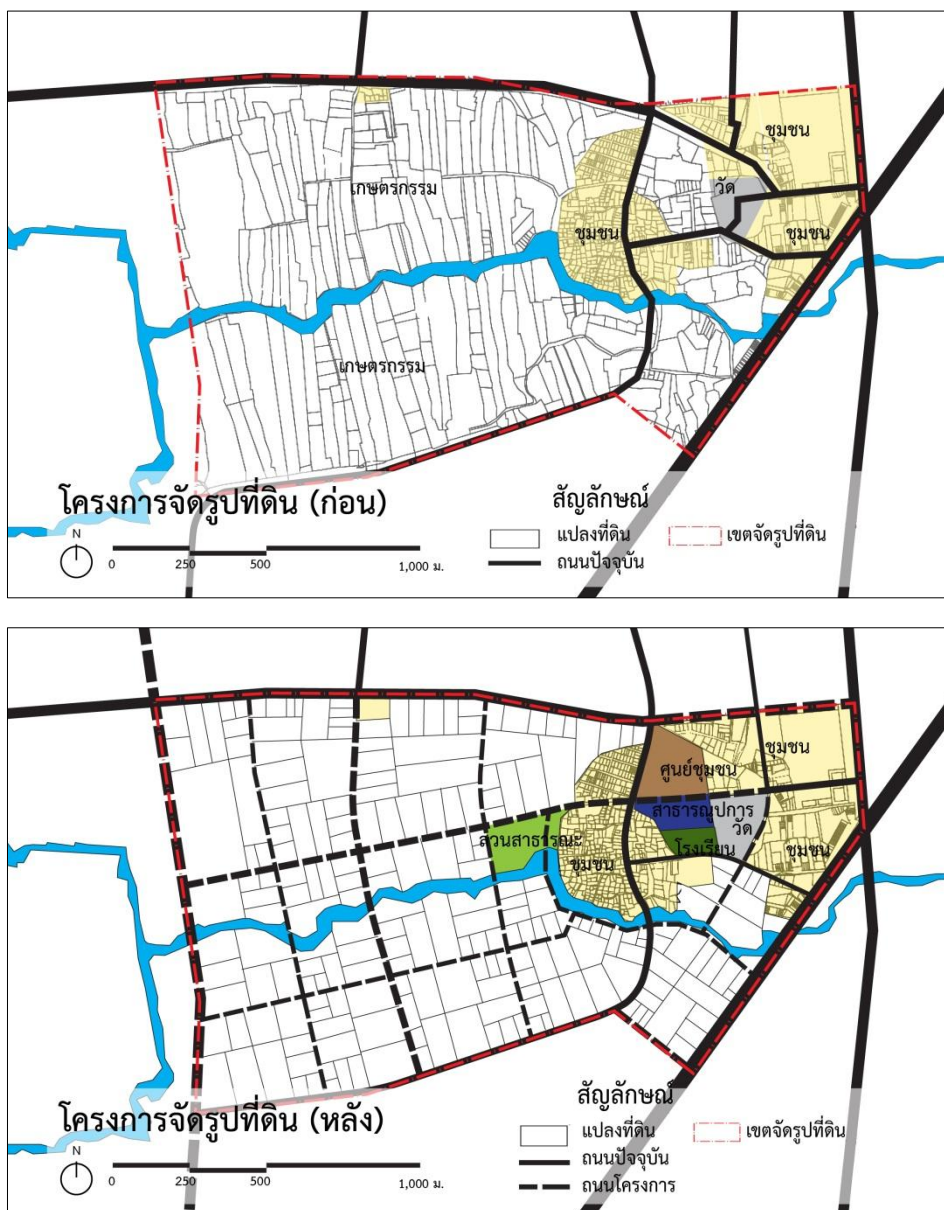 ชุมชน
วัด
เกษตรกรรม
ชุมชน
ชุมชน
เกษตรกรรม
โครงการจัดรูปที่ดิน (ก่อน)
สัญลักษณ์
แปลงที่ดิน
เขตจัดรูปที่ดิน
ถนนปัจจุบัน
N
0 250 500 1,000 ม.
ชุมชน
ศูนย์ชุมชน
สาธารณูปการ
วัด
สวนสาธารณะ
โรงเรียน
ชุมชน
ชุมชน
โครงการจัดรูปที่ดิน (หลัง)
สัญลักษณ์
แปลงที่ดิน
เขตจัดรูปที่ดิน
ถนนปัจจุบัน
ถนนโครงการ
N
0 250 500 1,000 ม.